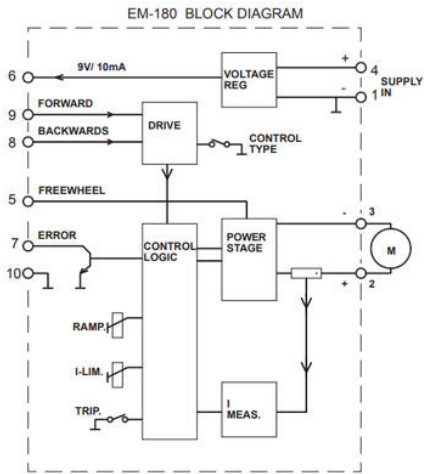 EM-180 BLOCK DIAGRAM
9V/ 10mA
6
VOLTAGE
REG
+
4
SUPPLY
IN
-
1
9
FORWARD
8
BACKWARDS
DRIVE
CONTROL
TYPE
5
FREEWHEEL
7
ERROR
10
CONTROL
LOGIC
POWER
STAGE
-
3
M
+
2
RAMP.
I-LIM.
TRIP.
I
MEAS.